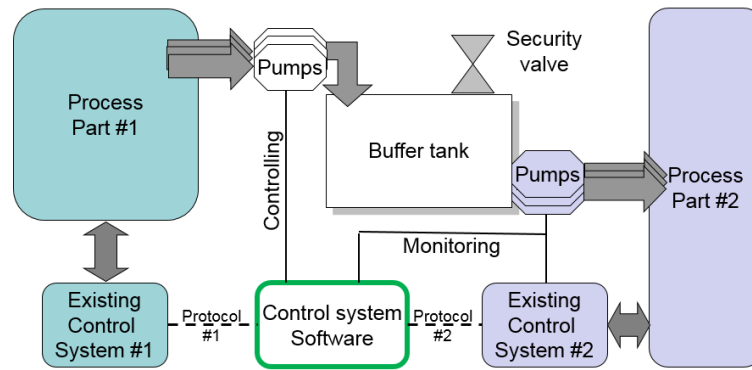 Process
Part #1
Pumps
Security
valve
Buffer tank
Pumps
Process
Part #2
Controlling
Monitoring
Existing
Control
System #1
Protocol
#1
Control system
Software
Protocol
#2
Existing
Control
System #2